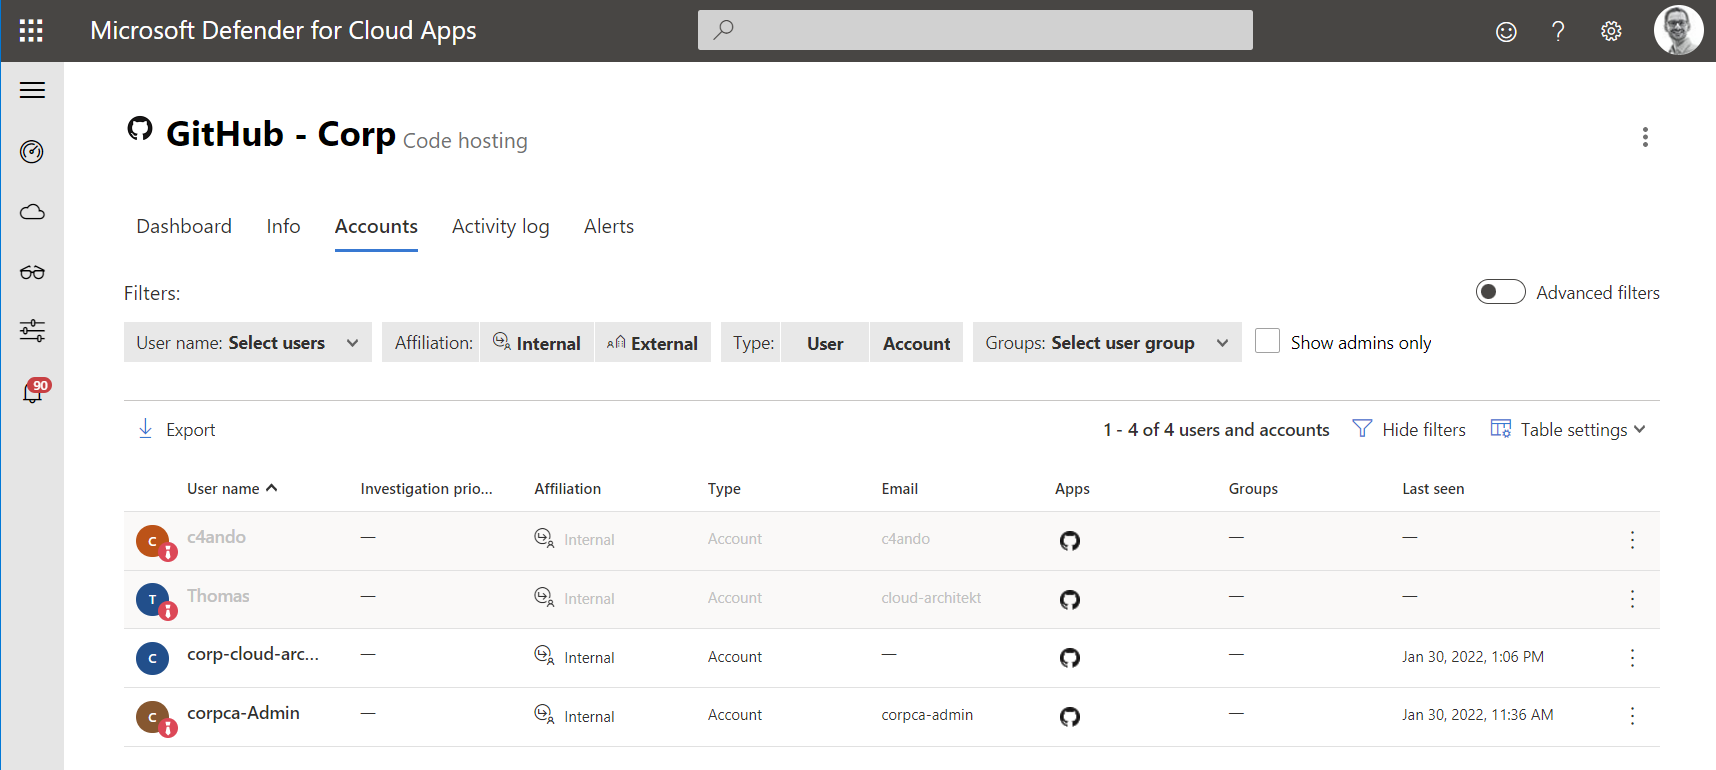 Microsoft Defender for Cloud Apps
?
GitHub - Corp Code hosting
Dashboard Info Accounts Activity log Alerts
Filters: Advanced filters
User name: Select users Affiliation: Internal External Type: User Account Groups: Select user group Show admins only
90
Export 1 - 4 of 4 users and accounts Hide filters Table settings
User name Investigation prio... Affiliation Type Email Apps Groups Last seen
C c4ando — Internal Account c4ando — —
T Thomas — Internal Account cloud-architekt — —
C corp-cloud-arc... — Internal Account — — Jan 30, 2022, 1:06 PM
C corpca-Admin — Internal Account corpca-admin — Jan 30, 2022, 11:36 AM